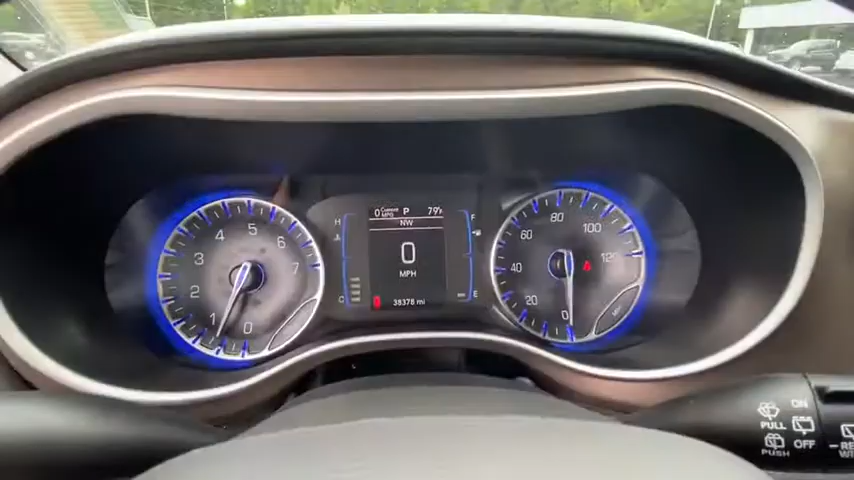 0 Current MPG P 79°F
NW
0
MPH
38378 mi
H
C
F
E
0
1
2
3
4
5
6
7
0
20
40
60
80
100
120
PULL
PUSH
ON
OFF